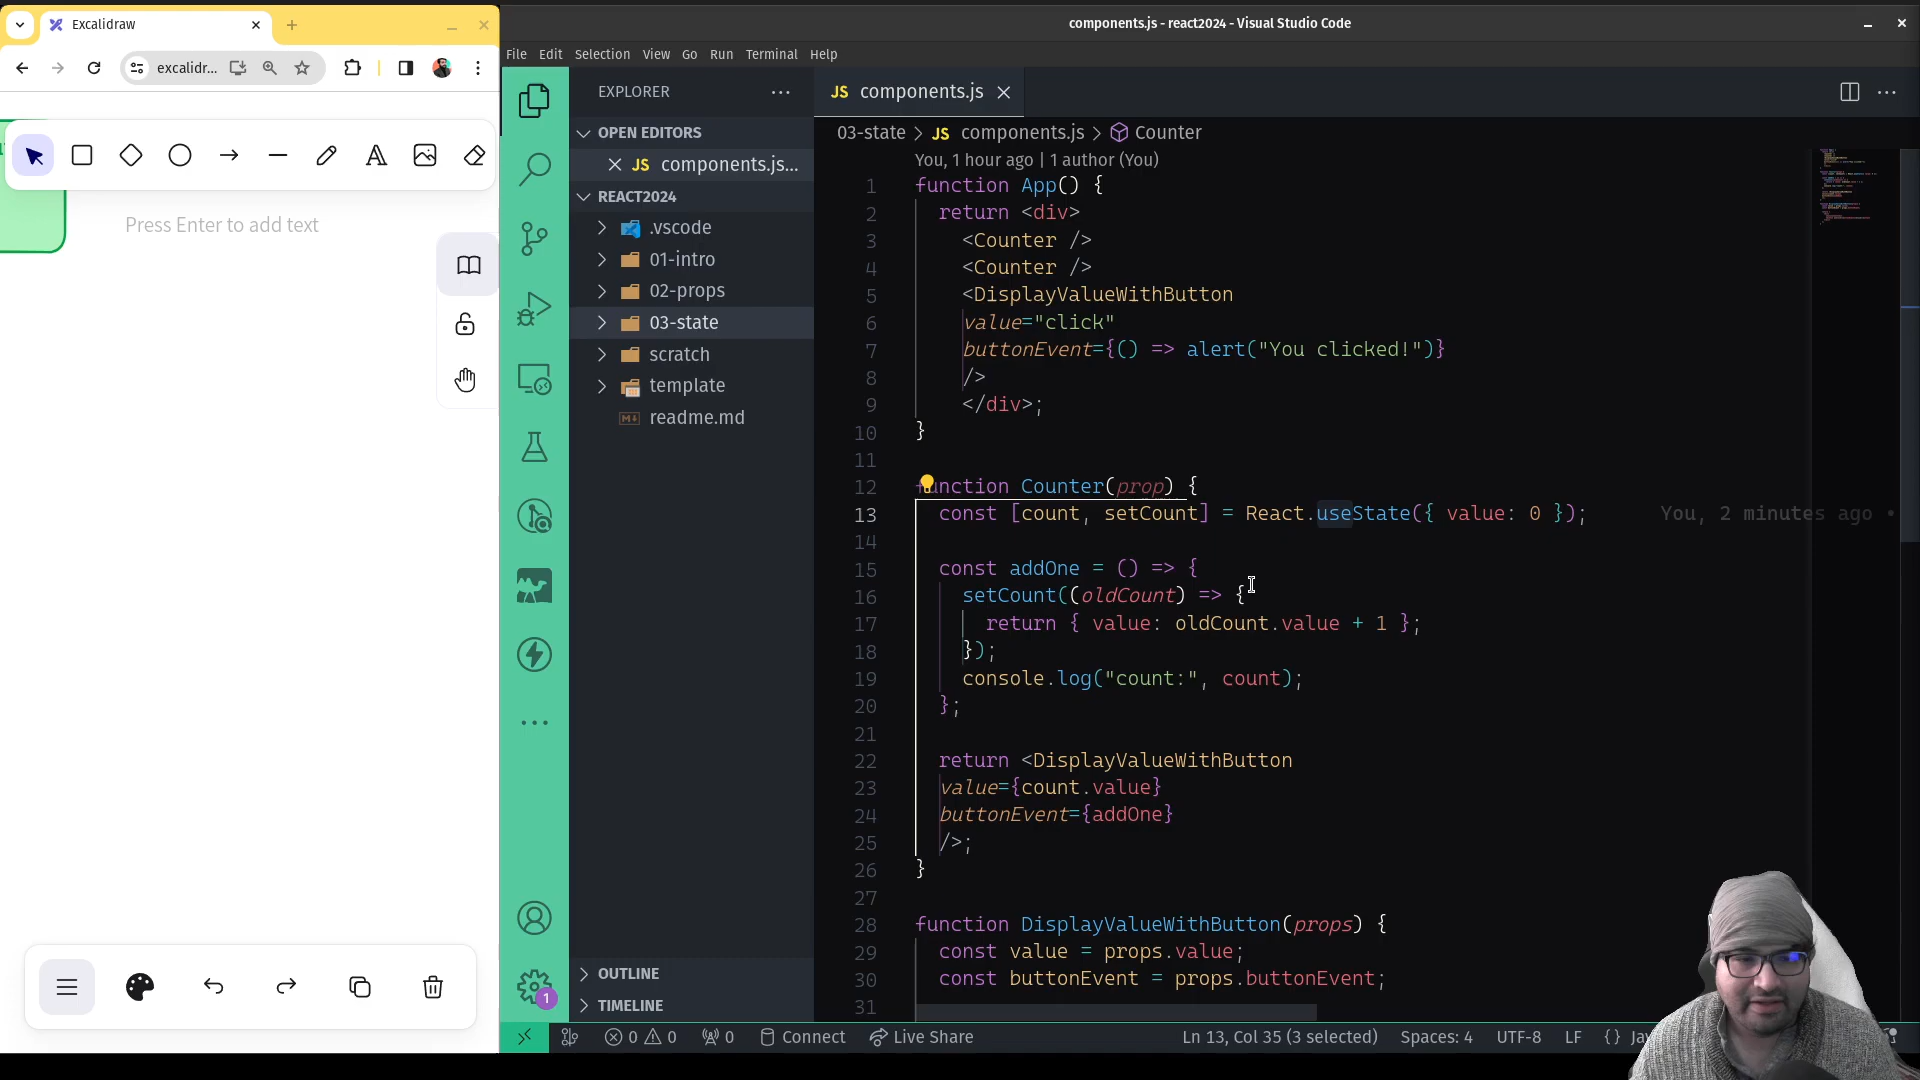 Excalidraw
components.js - react2024 - Visual Studio Code
excalidr...
File Edit Selection View Go Run Terminal Help
EXPLORER
JS components.js
OPEN EDITORS
03-state > JS components.js > Counter
JS components.js...
You, 1 hour ago | 1 author (You)
REACT2024
.vscode
01-intro
02-props
03-state
scratch
template
readme.md
Press Enter to add text
1 function App() {
2 return <div>
3 <Counter />
4 <Counter />
5 <DisplayValueWithButton
6 value="click"
7 buttonEvent={() => alert("You clicked!")}
8 />
9 </div>;
10 }
11
12 function Counter(prop) {
13 const [count, setCount] = React.useState({ value: 0 }); You, 2 minutes ago •
14
15 const addOne = () => {
16 setCount((oldCount) => {
17 return { value: oldCount.value + 1 };
18 });
19 console.log("count:", count);
20 };
21
22 return <DisplayValueWithButton
23 value={count.value}
24 buttonEvent={addOne}
25 />;
26 }
27
28 function DisplayValueWithButton(props) {
29 const value = props.value;
30 const buttonEvent = props.buttonEvent;
31
OUTLINE
TIMELINE
1
0 0 0 Connect Live Share Ln 13, Col 35 (3 selected) Spaces: 4 UTF-8 LF {}